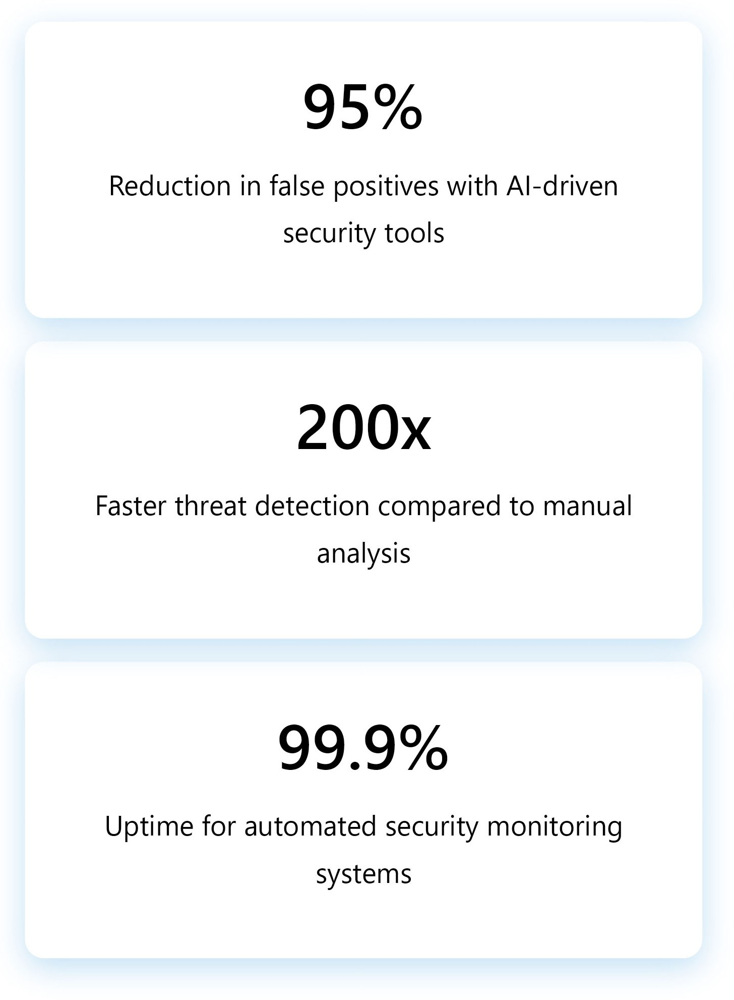 95%
Reduction in false positives with AI-driven
security tools
200x
Faster threat detection compared to manual
analysis
99.9%
Uptime for automated security monitoring
systems